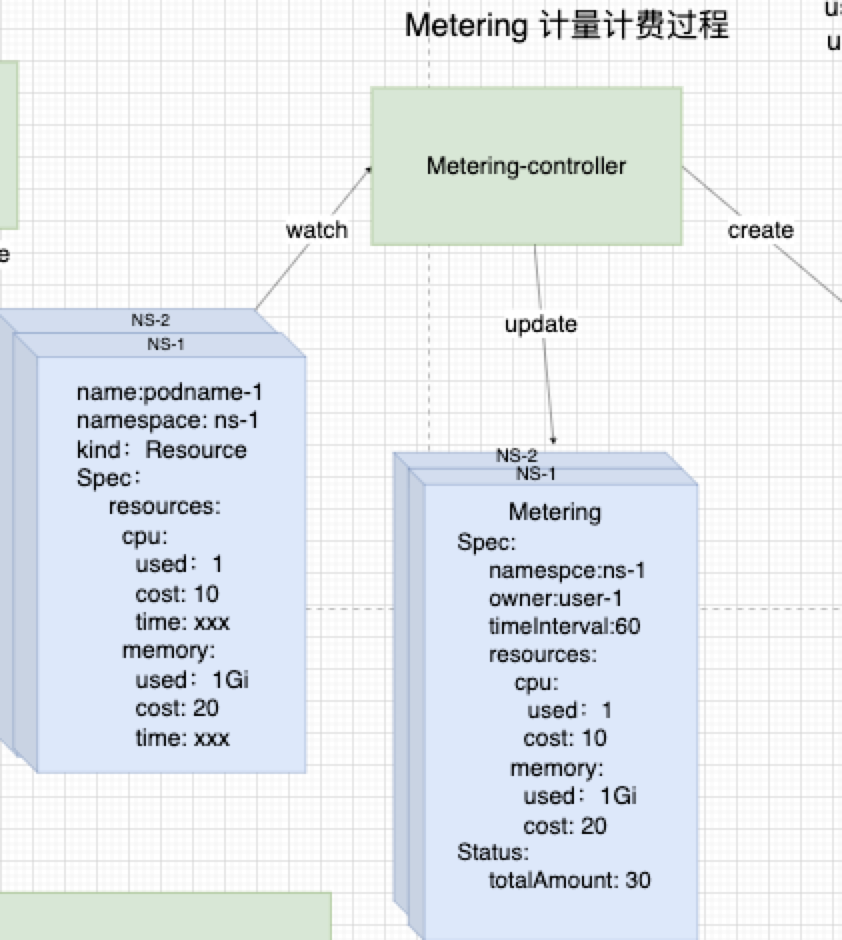 Metering 计量计费过程
Metering-controller
watch
create
update
NS-2
NS-1
name:podname-1
namespace: ns-1
kind：Resource
Spec：
resources:
cpu:
used：1
cost: 10
time: xxx
memory:
used：1Gi
cost: 20
time: xxx
NS-2
NS-1
Metering
Spec:
namespce:ns-1
owner:user-1
timeInterval:60
resources:
cpu:
used：1
cost: 10
memory:
used：1Gi
cost: 20
Status:
totalAmount: 30